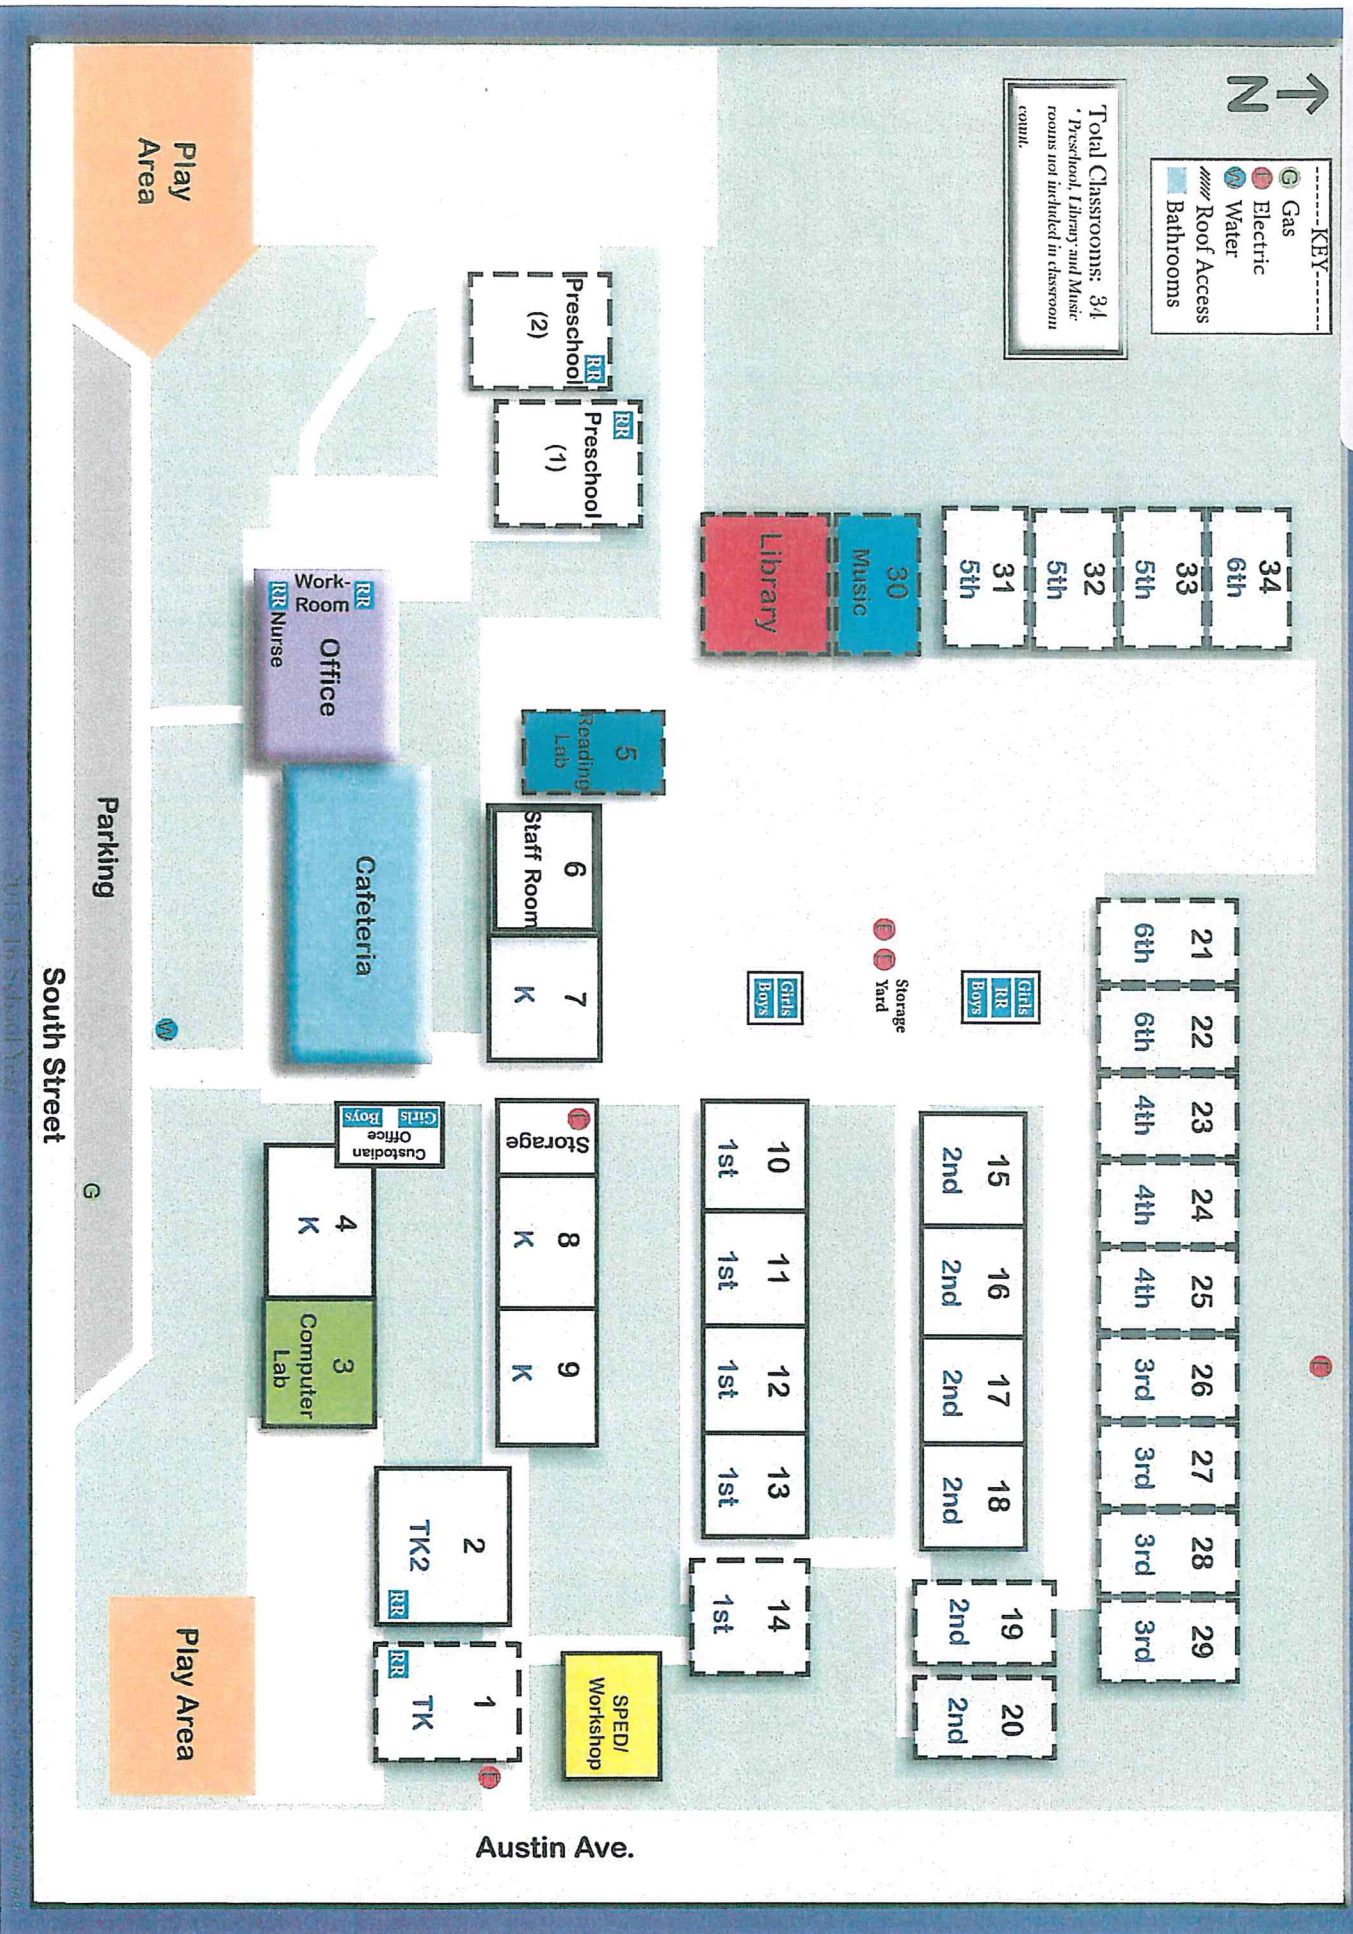 N
------KEY------
G Gas
E Electric
W Water
Roof Access
Bathrooms
Total Classrooms: 34
* Preschool, Library and Music
rooms not included in classroom
count.
34
6th
33
5th
32
5th
31
5th
30
Music
Library
21
6th
22
6th
23
4th
24
4th
25
4th
26
3rd
27
3rd
28
3rd
29
3rd
E
Girls
RR
Boys
Storage
Yard
E E
Girls
Boys
15
2nd
16
2nd
17
2nd
18
2nd
19
2nd
20
2nd
10
1st
11
1st
12
1st
13
1st
14
1st
Preschool
(2)
RR
RR
Preschool
(1)
5
Reading
Lab
6
Staff Room
7
K
E
Storage
8
K
9
K
SPED/
Workshop
Work-
Room
RR
RR
Nurse
Office
Cafeteria
Girls
Boys
Custodian
Office
4
K
3
Computer
Lab
2
TK2
RR
1
TK
RR
E
Play
Area
Play Area
W
G
Parking
South Street
Austin Ave.